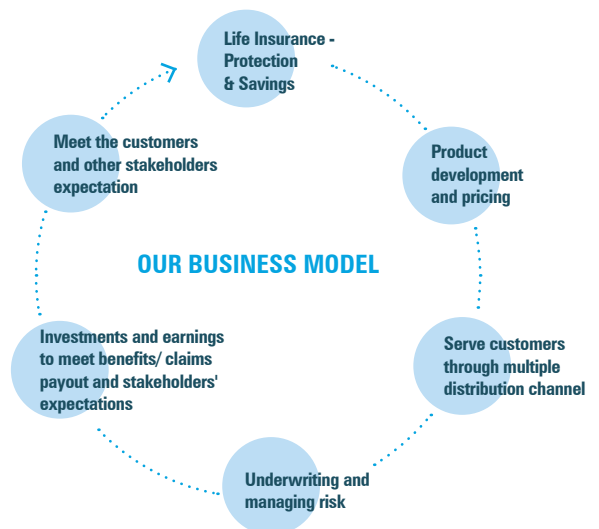 Life Insurance -
Protection
& Savings
Product
development
and pricing
Serve customers
through multiple
distribution channel
Underwriting and
managing risk
Investments and earnings
to meet benefits/ claims
payout and stakeholders'
expectations
Meet the customers
and other stakeholders
expectation
OUR BUSINESS MODEL